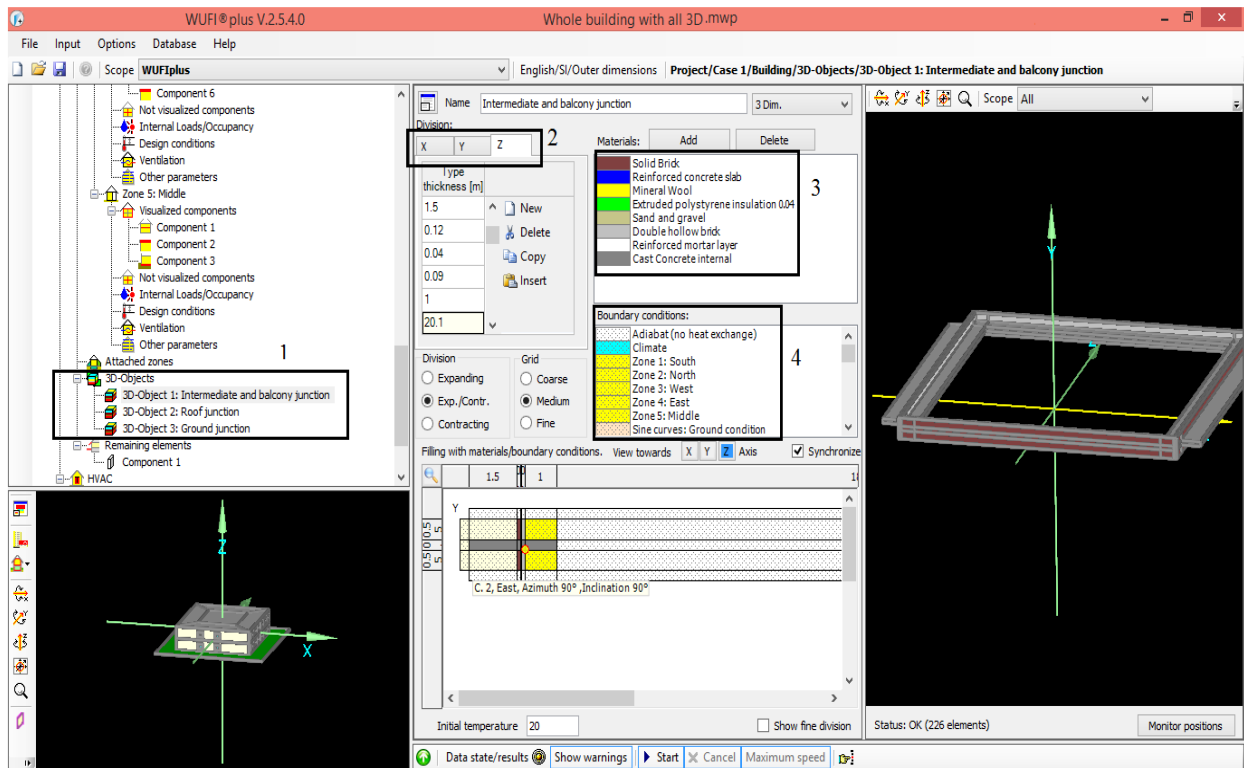 WUFI®plus V.2.5.4.0
Whole building with all 3D.mwp
File Input Options Database Help
Scope WUFIplus
English/SI/Outer dimensions Project/Case 1/Building/3D-Objects/3D-Object 1: Intermediate and balcony junction
Component 6
Not visualized components
Internal Loads/Occupancy
Design conditions
Ventilation
Other parameters
Zone 5: Middle
Visualized components
Component 1
Component 2
Component 3
Not visualized components
Internal Loads/Occupancy
Design conditions
Ventilation
Other parameters
Attached zones
1
3D-Objects
3D-Object 1: Intermediate and balcony junction
3D-Object 2: Roof junction
3D-Object 3: Ground junction
Remaining elements
Component 1
HVAC
Z
X
Name Intermediate and balcony junction 3 Dim.
Division:
X Y Z
2
Type
thickness [m]
1.5
0.12
0.04
0.09
1
20.1
New
Delete
Copy
Insert
Materials: Add Delete
Solid Brick
Reinforced concrete slab
Mineral Wool
Extruded polystyrene insulation 0.04
Sand and gravel
Double hollow brick
Reinforced mortar layer
Cast Concrete internal
3
Boundary conditions:
Adiabat (no heat exchange)
Climate
Zone 1: South
Zone 2: North
Zone 3: West
Zone 4: East
Zone 5: Middle
Sine curves: Ground condition
4
Division
Expanding
Exp./Contr.
Contracting
Grid
Coarse
Medium
Fine
Filling with materials/boundary conditions. View towards X Y Z Axis Synchronize
1.5 1
Y
C. 2, East, Azimuth 90° ,Inclination 90°
Initial temperature 20
Show fine division
Scope All
Y
Status: OK (226 elements)
Monitor positions
Data state/results Show warnings Start Cancel Maximum speed